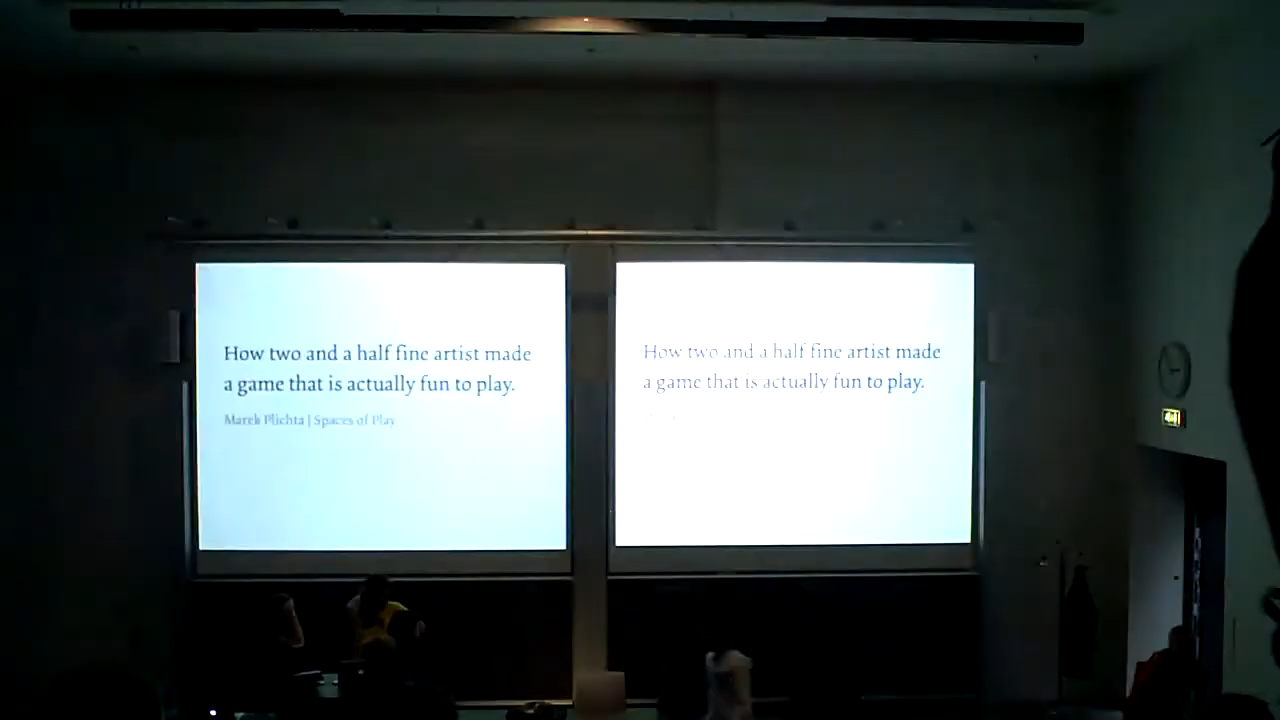 How two and a half fine artist made
a game that is actually fun to play.
Marek Plichta | Spaces of Play
How two and a half fine artist made
a game that is actually fun to play.